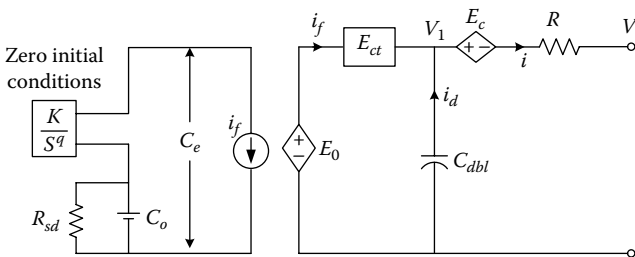 Zero initial
conditions
K
S^q
R_sd
C_o
C_e
i_f
i_f
E_ct
V_1
E_c
+ −
i
R
V
+
−
E_0
i_d
C_dbl